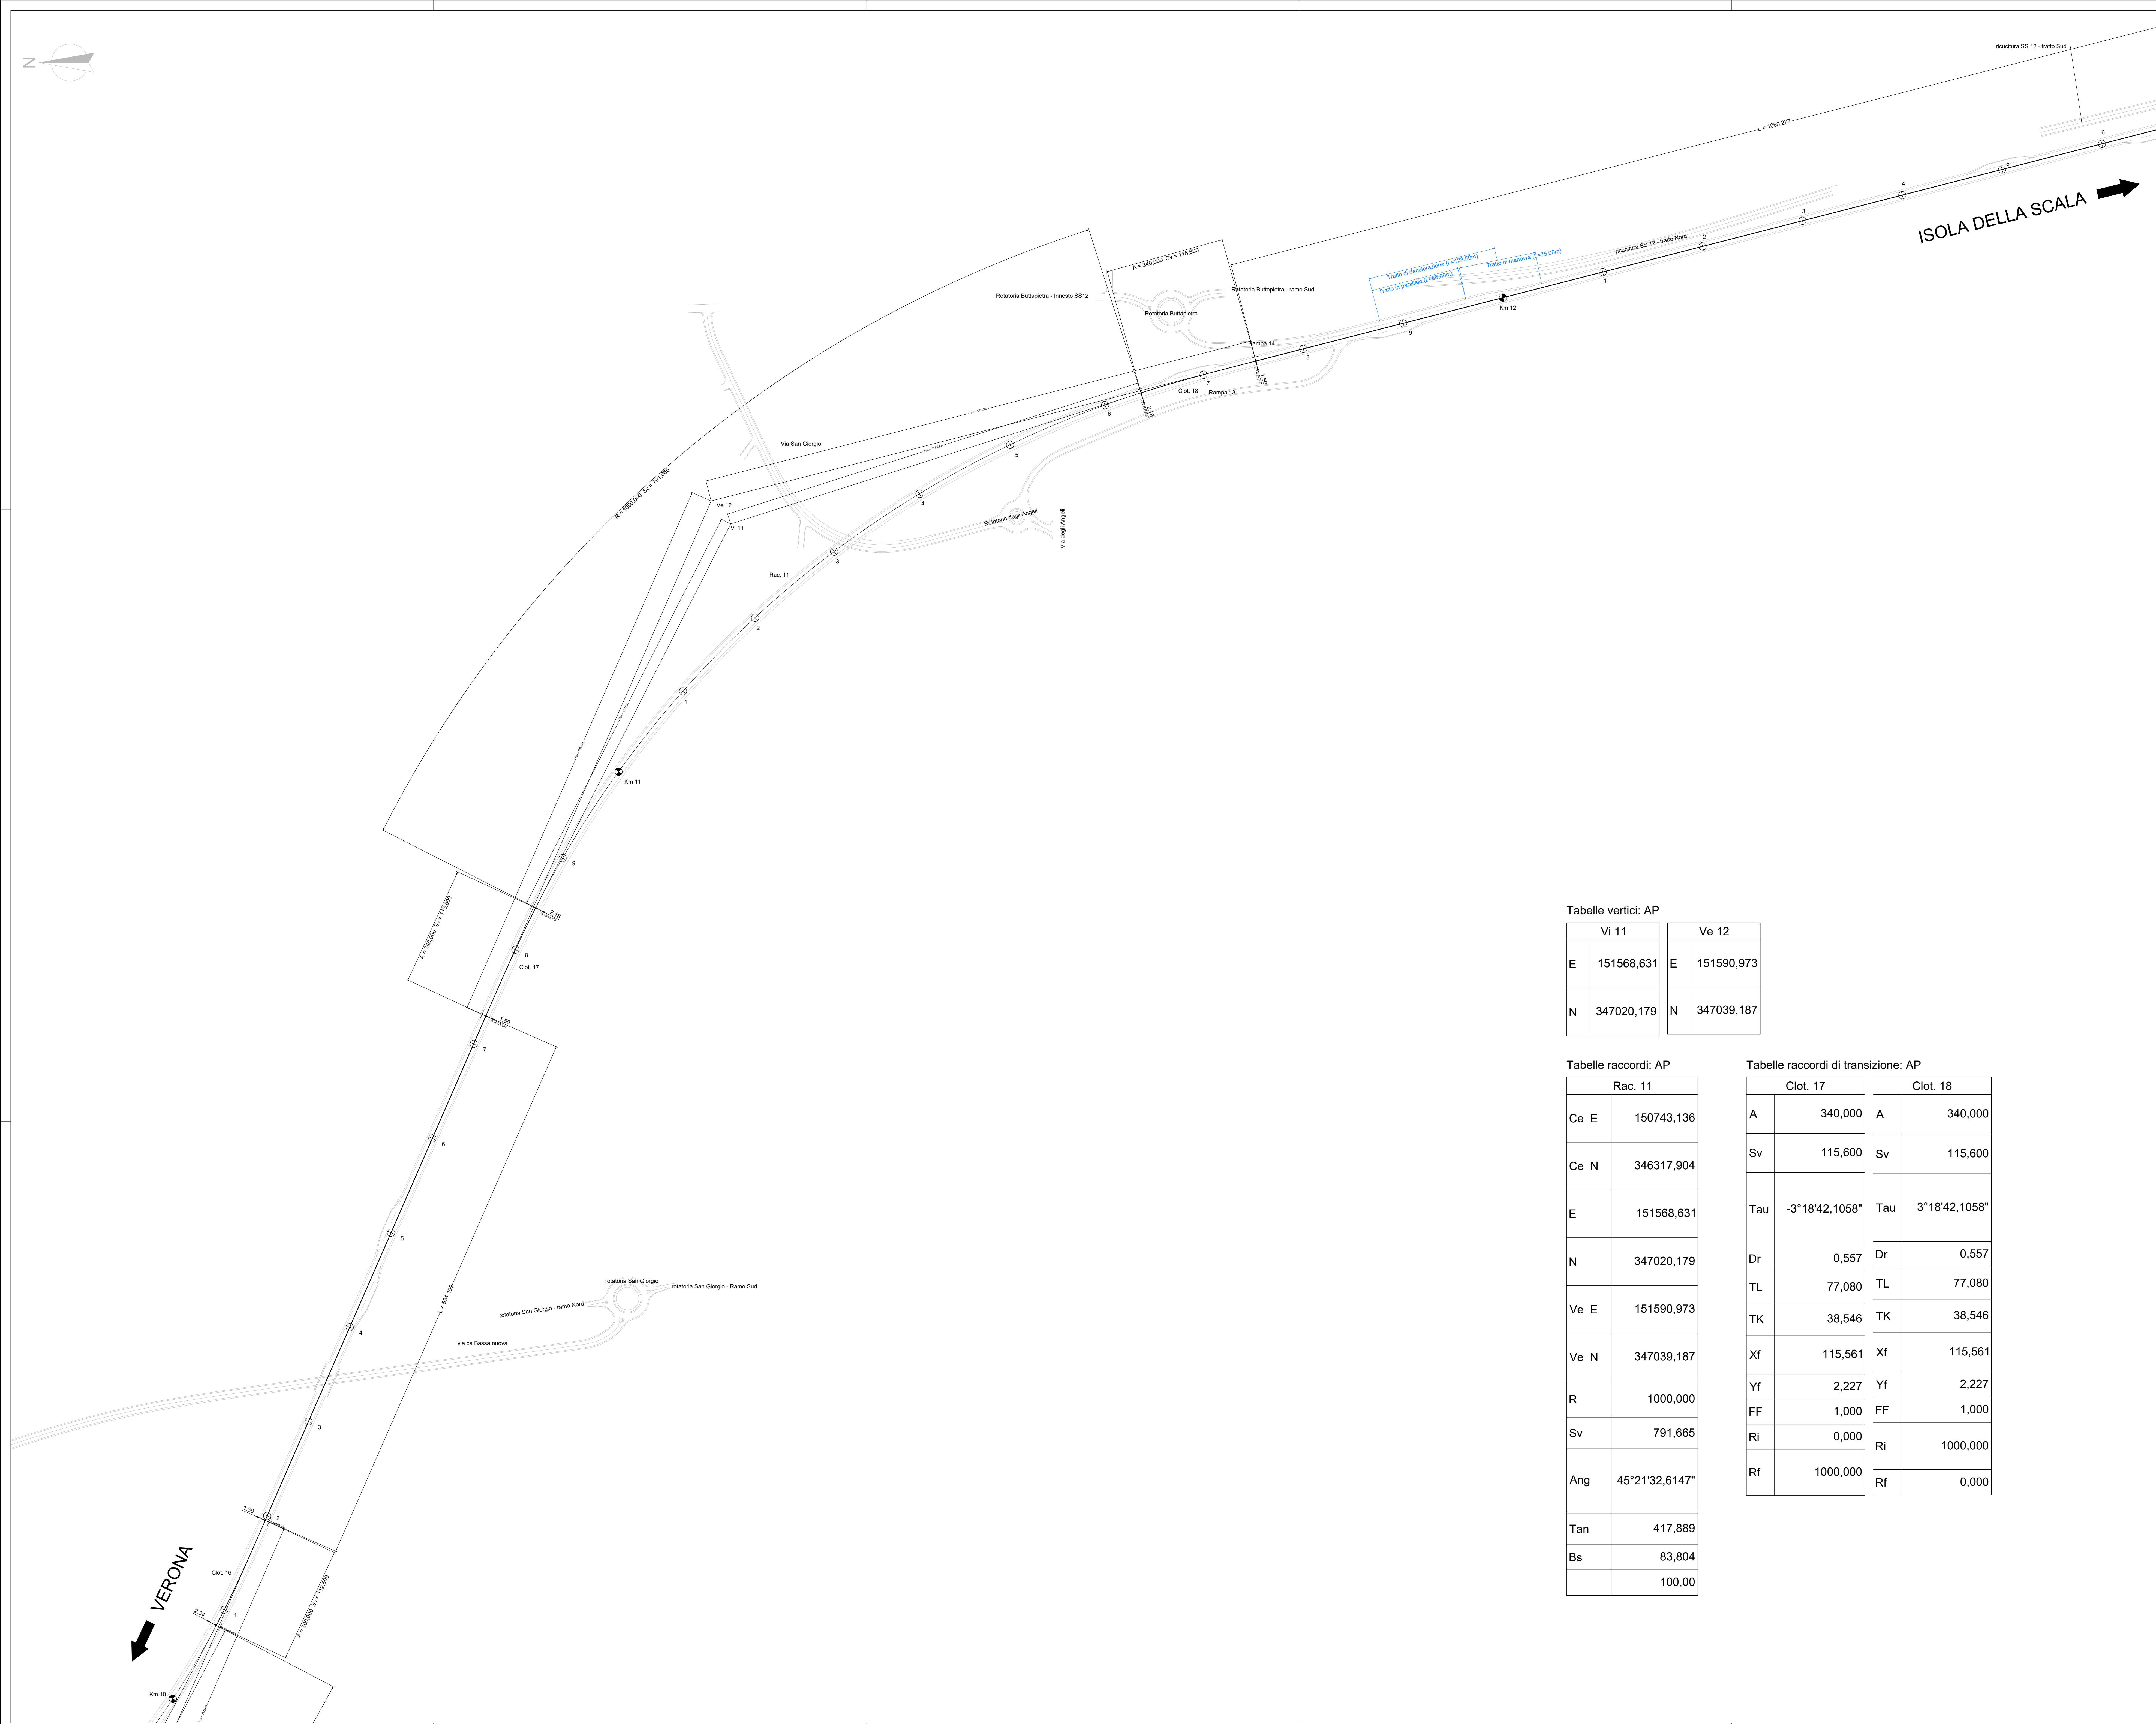 N
ricucitura SS 12 - tratto Sud
L = 1060,277
6
5
4
ISOLA DELLA SCALA
3
2
ricucitura SS 12 - tratto Nord
1
Km 12
Tratto di decelerazione (L=123,50m)
Tratto di manovra (L=75,00m)
Tratto in parallelo (L=86,00m)
A = 340,000 Sv = 115,600
Rotatoria Buttapietra - Innesto SS12
Rotatoria Buttapietra - ramo Sud
Rotatoria Buttapietra
Rampa 14
9
8
7
1,50
Clot. 18
Rampa 13
2,18
6
5
Via San Giorgio
R = 1000,000 Sv = 791,665
Ve 12
Vi 11
4
Rotatoria degli Angeli
Via degli Angeli
3
Rac. 11
2
1
Km 11
9
2,18
A = 340,000 Sv = 115,600
8
Clot. 17
1,50
7
6
5
L = 534,199
4
rotatoria San Giorgio
rotatoria San Giorgio - Ramo Sud
rotatoria San Giorgio - ramo Nord
via ca Bassa nuova
3
1,50
2
Clot. 16
VERONA
A = 300,000 Sv = 112,500
2,34
1
Km 10
Tabelle vertici: AP
Vi 11
E 151568,631
N 347020,179
Ve 12
E 151590,973
N 347039,187
Tabelle raccordi: AP
Rac. 11
Ce E 150743,136
Ce N 346317,904
E 151568,631
N 347020,179
Ve E 151590,973
Ve N 347039,187
R 1000,000
Sv 791,665
Ang 45°21'32,6147"
Tan 417,889
Bs 83,804
100,00
Tabelle raccordi di transizione: AP
Clot. 17
A 340,000
Sv 115,600
Tau -3°18'42,1058"
Dr 0,557
TL 77,080
TK 38,546
Xf 115,561
Yf 2,227
FF 1,000
Ri 0,000
Rf 1000,000
Clot. 18
A 340,000
Sv 115,600
Tau 3°18'42,1058"
Dr 0,557
TL 77,080
TK 38,546
Xf 115,561
Yf 2,227
FF 1,000
Ri 1000,000
Rf 0,000